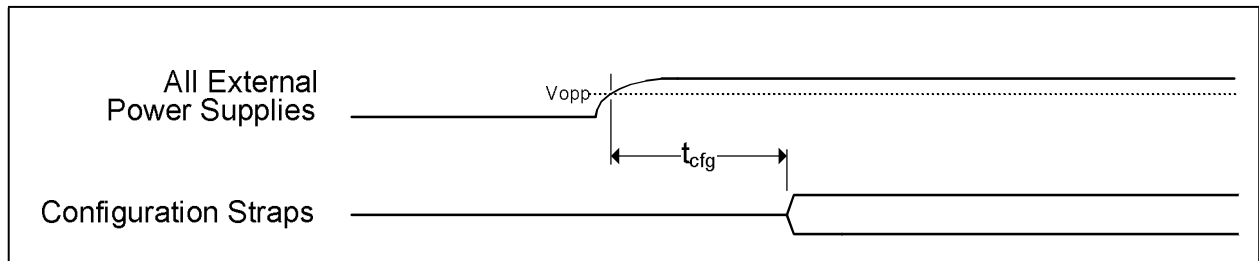 All External
Power Supplies
Vopp
tcfg
Configuration Straps